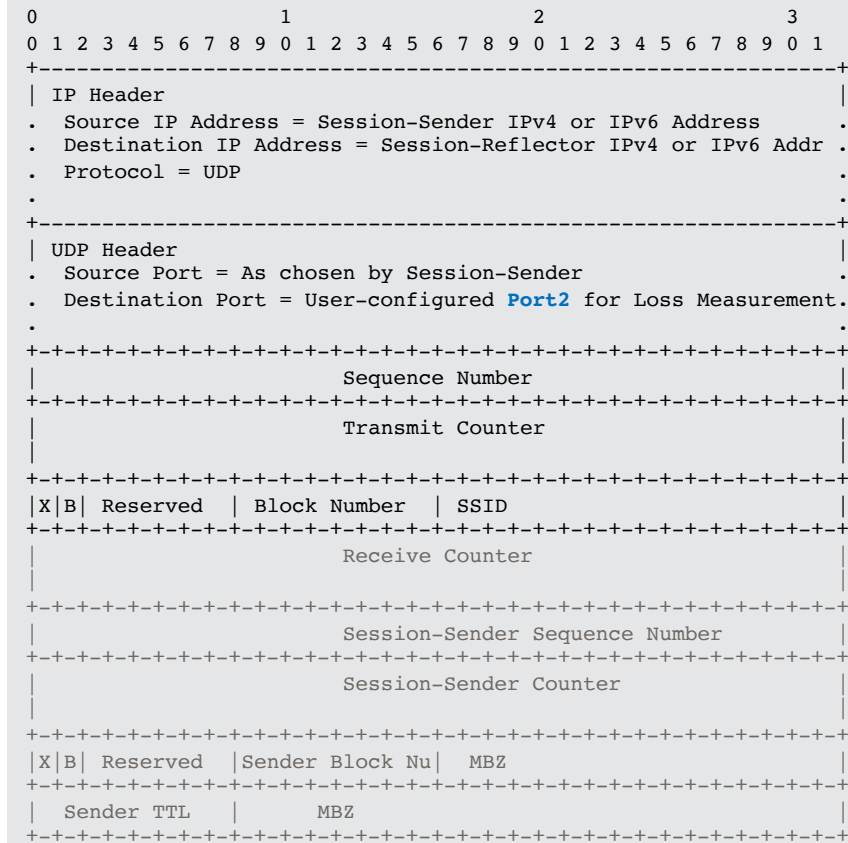 0                   1                   2                   3
0 1 2 3 4 5 6 7 8 9 0 1 2 3 4 5 6 7 8 9 0 1 2 3 4 5 6 7 8 9 0 1
+---------------------------------------------------------------+
| IP Header                                                     |
.  Source IP Address = Session-Sender IPv4 or IPv6 Address      .
.  Destination IP Address = Session-Reflector IPv4 or IPv6 Addr .
.  Protocol = UDP                                               .
.                                                               .
+---------------------------------------------------------------+
| UDP Header                                                    |
.  Source Port = As chosen by Session-Sender                    .
.  Destination Port = User-configured Port2 for Loss Measurement.
.                                                               .
+-+-+-+-+-+-+-+-+-+-+-+-+-+-+-+-+-+-+-+-+-+-+-+-+-+-+-+-+-+-+-+-+
|                        Sequence Number                        |
+-+-+-+-+-+-+-+-+-+-+-+-+-+-+-+-+-+-+-+-+-+-+-+-+-+-+-+-+-+-+-+-+
|                        Transmit Counter                       |
|                                                               |
+-+-+-+-+-+-+-+-+-+-+-+-+-+-+-+-+-+-+-+-+-+-+-+-+-+-+-+-+-+-+-+-+
|X|B| Reserved  | Block Number  | SSID                          |
+-+-+-+-+-+-+-+-+-+-+-+-+-+-+-+-+-+-+-+-+-+-+-+-+-+-+-+-+-+-+-+-+
|                        Receive Counter                        |
|                                                               |
+-+-+-+-+-+-+-+-+-+-+-+-+-+-+-+-+-+-+-+-+-+-+-+-+-+-+-+-+-+-+-+-+
|                        Session-Sender Sequence Number         |
+-+-+-+-+-+-+-+-+-+-+-+-+-+-+-+-+-+-+-+-+-+-+-+-+-+-+-+-+-+-+-+-+
|                        Session-Sender Counter                 |
|                                                               |
+-+-+-+-+-+-+-+-+-+-+-+-+-+-+-+-+-+-+-+-+-+-+-+-+-+-+-+-+-+-+-+-+
|X|B| Reserved  |Sender Block Nu|  MBZ                          |
+-+-+-+-+-+-+-+-+-+-+-+-+-+-+-+-+-+-+-+-+-+-+-+-+-+-+-+-+-+-+-+-+
|  Sender TTL   |      MBZ                                      |
+-+-+-+-+-+-+-+-+-+-+-+-+-+-+-+-+-+-+-+-+-+-+-+-+-+-+-+-+-+-+-+-+